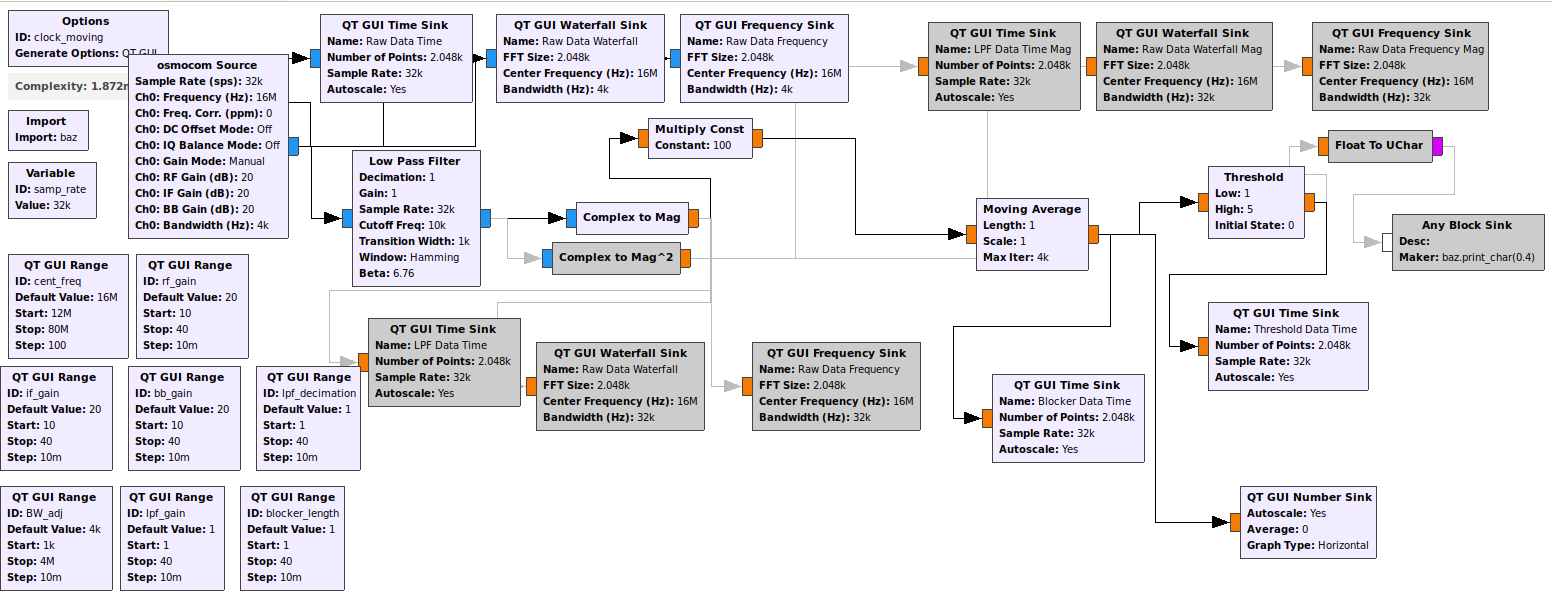 Options
ID: clock_moving
Generate Options: QT GUI
Complexity: 1.872m
Import
Import: baz
Variable
ID: samp_rate
Value: 32k
osmocom Source
Sample Rate (sps): 32k
Ch0: Frequency (Hz): 16M
Ch0: Freq. Corr. (ppm): 0
Ch0: DC Offset Mode: Off
Ch0: IQ Balance Mode: Off
Ch0: Gain Mode: Manual
Ch0: RF Gain (dB): 20
Ch0: IF Gain (dB): 20
Ch0: BB Gain (dB): 20
Ch0: Bandwidth (Hz): 4k
QT GUI Time Sink
Name: Raw Data Time
Number of Points: 2.048k
Sample Rate: 32k
Autoscale: Yes
QT GUI Waterfall Sink
Name: Raw Data Waterfall
FFT Size: 2.048k
Center Frequency (Hz): 16M
Bandwidth (Hz): 4k
QT GUI Frequency Sink
Name: Raw Data Frequency
FFT Size: 2.048k
Center Frequency (Hz): 16M
Bandwidth (Hz): 4k
QT GUI Time Sink
Name: LPF Data Time Mag
Number of Points: 2.048k
Sample Rate: 32k
Autoscale: Yes
QT GUI Waterfall Sink
Name: Raw Data Waterfall Mag
FFT Size: 2.048k
Center Frequency (Hz): 16M
Bandwidth (Hz): 32k
QT GUI Frequency Sink
Name: Raw Data Frequency Mag
FFT Size: 2.048k
Center Frequency (Hz): 16M
Bandwidth (Hz): 32k
Multiply Const
Constant: 100
Low Pass Filter
Decimation: 1
Gain: 1
Sample Rate: 32k
Cutoff Freq: 10k
Transition Width: 1k
Window: Hamming
Beta: 6.76
Complex to Mag
Complex to Mag^2
Moving Average
Length: 1
Scale: 1
Max Iter: 4k
Threshold
Low: 1
High: 5
Initial State: 0
Float To UChar
Any Block Sink
Desc:
Maker: baz.print_char(0.4)
QT GUI Range
ID: cent_freq
Default Value: 16M
Start: 12M
Stop: 80M
Step: 100
QT GUI Range
ID: rf_gain
Default Value: 20
Start: 10
Stop: 40
Step: 10m
QT GUI Time Sink
Name: LPF Data Time
Number of Points: 2.048k
Sample Rate: 32k
Autoscale: Yes
QT GUI Waterfall Sink
Name: Raw Data Waterfall
FFT Size: 2.048k
Center Frequency (Hz): 16M
Bandwidth (Hz): 32k
QT GUI Frequency Sink
Name: Raw Data Frequency
FFT Size: 2.048k
Center Frequency (Hz): 16M
Bandwidth (Hz): 32k
QT GUI Time Sink
Name: Threshold Data Time
Number of Points: 2.048k
Sample Rate: 32k
Autoscale: Yes
QT GUI Time Sink
Name: Blocker Data Time
Number of Points: 2.048k
Sample Rate: 32k
Autoscale: Yes
QT GUI Range
ID: if_gain
Default Value: 20
Start: 10
Stop: 40
Step: 10m
QT GUI Range
ID: bb_gain
Default Value: 20
Start: 10
Stop: 40
Step: 10m
QT GUI Range
ID: lpf_decimation
Default Value: 1
Start: 1
Stop: 40
Step: 10m
QT GUI Range
ID: BW_adj
Default Value: 4k
Start: 1k
Stop: 4M
Step: 10m
QT GUI Range
ID: lpf_gain
Default Value: 1
Start: 1
Stop: 40
Step: 10m
QT GUI Range
ID: blocker_length
Default Value: 1
Start: 1
Stop: 40
Step: 10m
QT GUI Number Sink
Autoscale: Yes
Average: 0
Graph Type: Horizontal